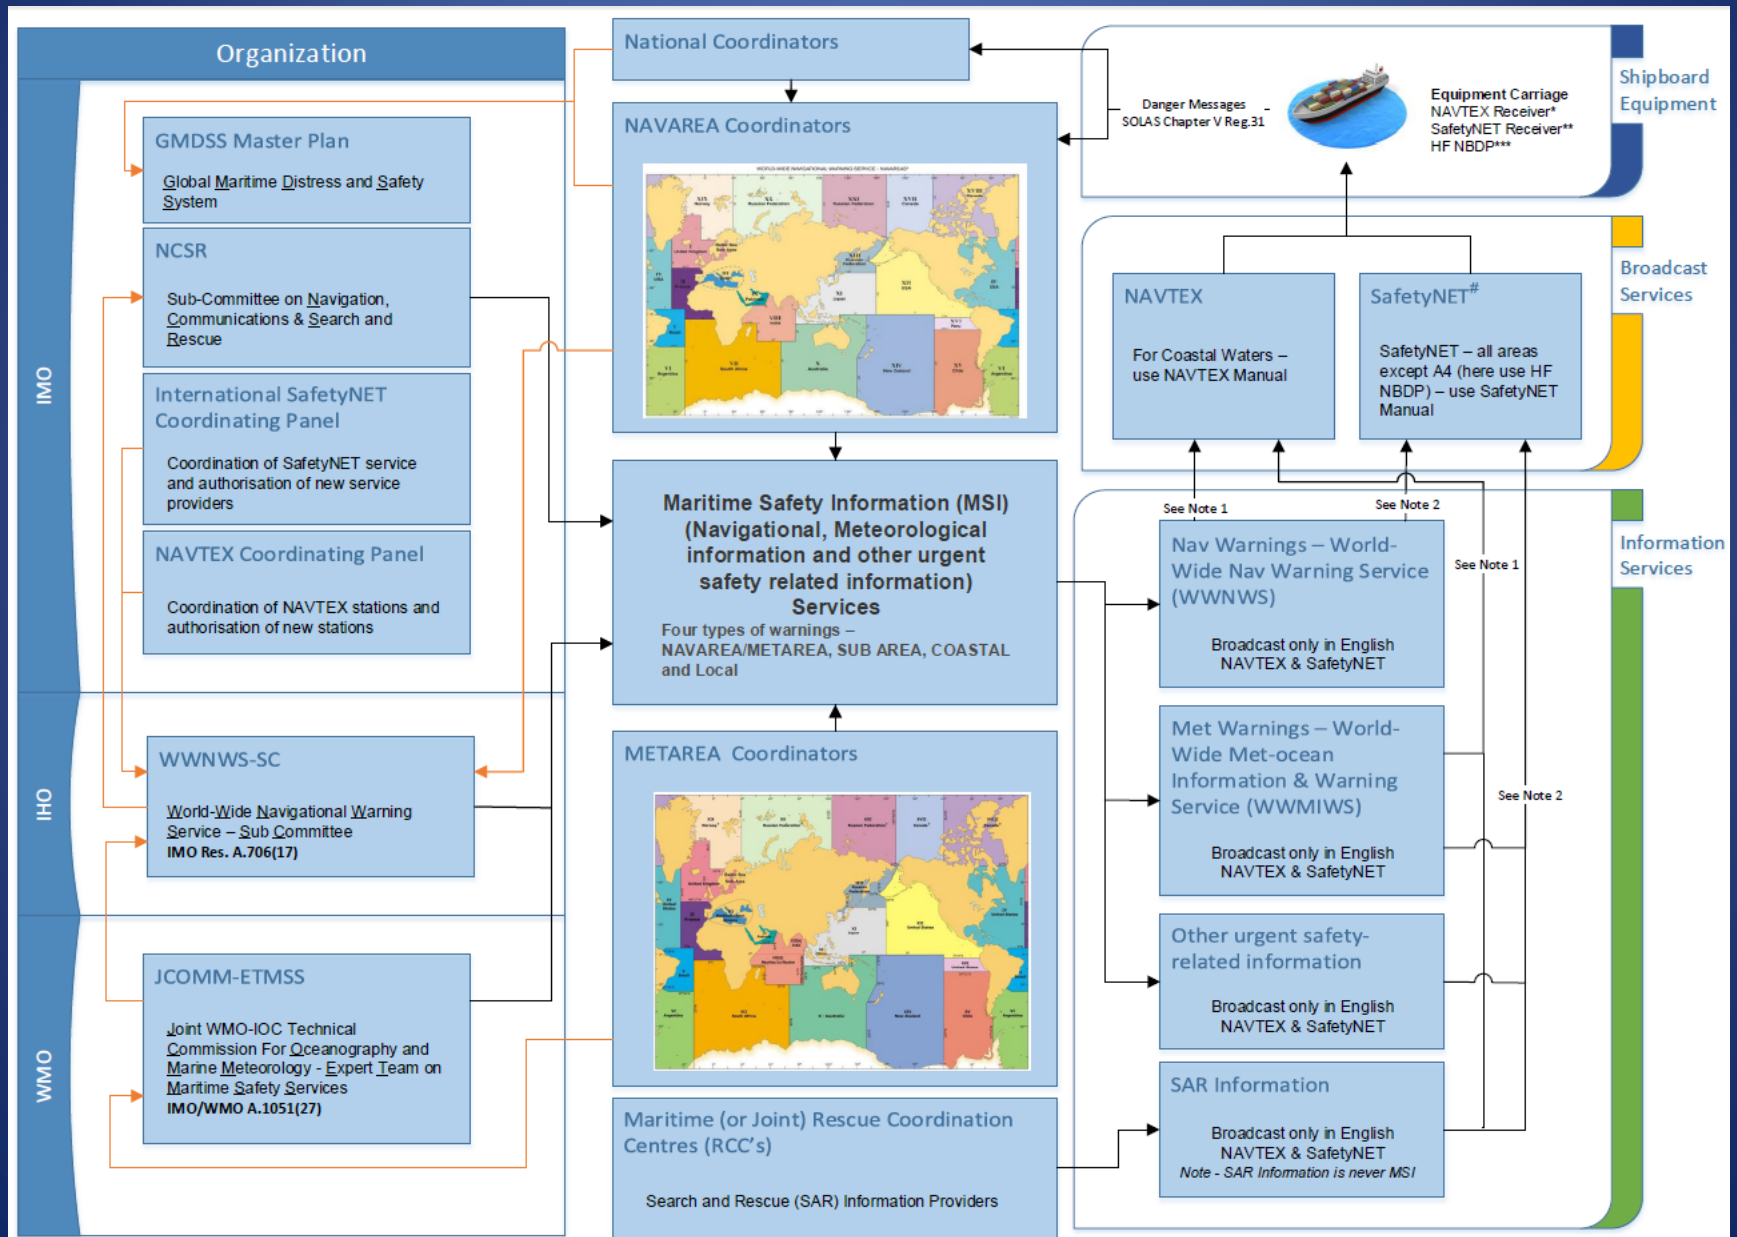 Organization
IMO
GMDSS Master Plan
Global Maritime Distress and Safety
System
NCSR
Sub-Committee on Navigation,
Communications & Search and
Rescue
International SafetyNET
Coordinating Panel
Coordination of SafetyNET service
and authorisation of new service
providers
NAVTEX Coordinating Panel
Coordination of NAVTEX stations and
authorisation of new stations
IHO
WWNWS-SC
World-Wide Navigational Warning
Service – Sub Committee
IMO Res. A.706(17)
WMO
JCOMM-ETMSS
Joint WMO-IOC Technical
Commission For Oceanography and
Marine Meteorology - Expert Team on
Maritime Safety Services
IMO/WMO A.1051(27)
National Coordinators
NAVAREA Coordinators
Maritime Safety Information (MSI)
(Navigational, Meteorological
information and other urgent
safety related information)
Services
Four types of warnings –
NAVAREA/METAREA, SUB AREA, COASTAL
and Local
METAREA Coordinators
Maritime (or Joint) Rescue Coordination
Centres (RCC's)
Search and Rescue (SAR) Information Providers
Danger Messages -
SOLAS Chapter V Reg.31
Equipment Carriage
NAVTEX Receiver*
SafetyNET Receiver**
HF NBDP***
Shipboard
Equipment
NAVTEX
For Coastal Waters –
use NAVTEX Manual
SafetyNET#
SafetyNET – all areas
except A4 (here use HF
NBDP) – use SafetyNET
Manual
Broadcast
Services
See Note 1
See Note 2
Nav Warnings – World-
Wide Nav Warning Service
(WWNWS)
Broadcast only in English
NAVTEX & SafetyNET
See Note 1
Met Warnings – World-
Wide Met-ocean
Information & Warning
Service (WWMIWS)
Broadcast only in English
NAVTEX & SafetyNET
See Note 2
Other urgent safety-
related information
Broadcast only in English
NAVTEX & SafetyNET
SAR Information
Broadcast only in English
NAVTEX & SafetyNET
Note - SAR Information is never MSI
Information
Services